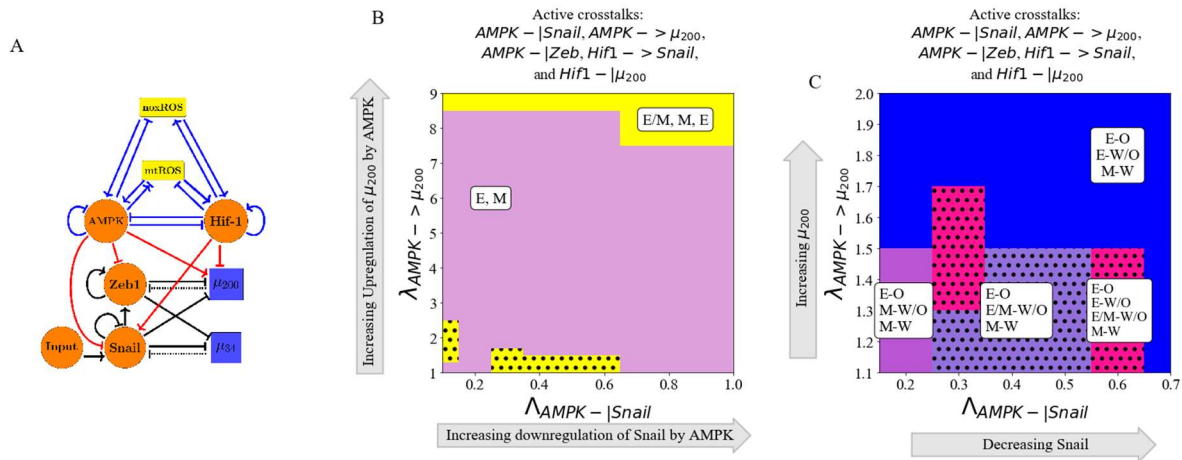 A
noxROS
mtROS
AMPK
Hif-1
Zeb1
μ200
Input
Snail
μ34
B
Active crosstalks:
AMPK−|Snail, AMPK−>μ200,
AMPK−|Zeb, Hif1−>Snail,
and Hif1−|μ200
Increasing Upregulation of μ200 by AMPK
λAMPK−>μ200
9
8
7
6
5
4
3
2
1
E/M, M, E
E, M
0.2
0.4
0.6
0.8
1.0
ΛAMPK−|Snail
Increasing downregulation of Snail by AMPK
C
Active crosstalks:
AMPK−|Snail, AMPK−>μ200,
AMPK−|Zeb, Hif1−>Snail,
and Hif1−|μ200
Increasing μ200
λAMPK−>μ200
2.0
1.9
1.8
1.7
1.6
1.5
1.4
1.3
1.2
1.1
E-O
E-W/O
M-W
E-O
M-W/O
M-W
E-O
E/M-W/O
M-W
E-O
E-W/O
E/M-W/O
M-W
0.2
0.3
0.4
0.5
0.6
0.7
ΛAMPK−|Snail
Decreasing Snail